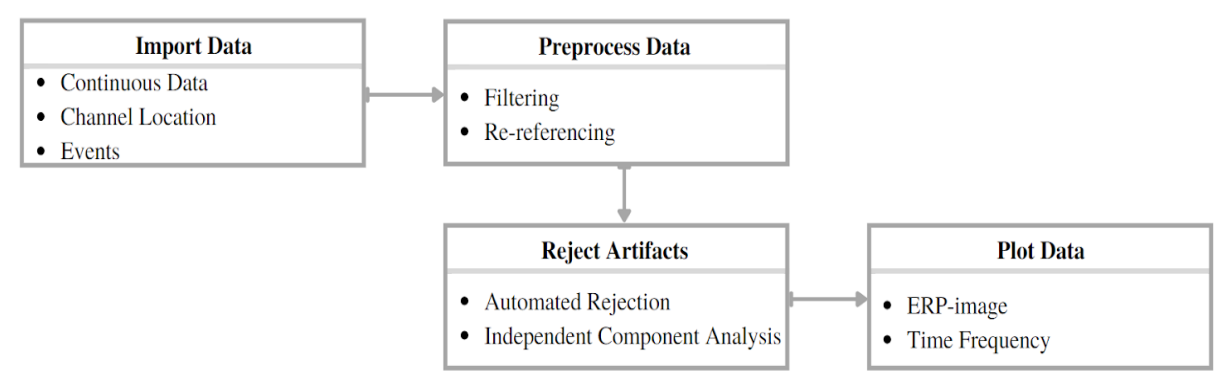 Import Data
• Continuous Data
• Channel Location
• Events
Preprocess Data
• Filtering
• Re-referencing
Reject Artifacts
• Automated Rejection
• Independent Component Analysis
Plot Data
• ERP-image
• Time Frequency